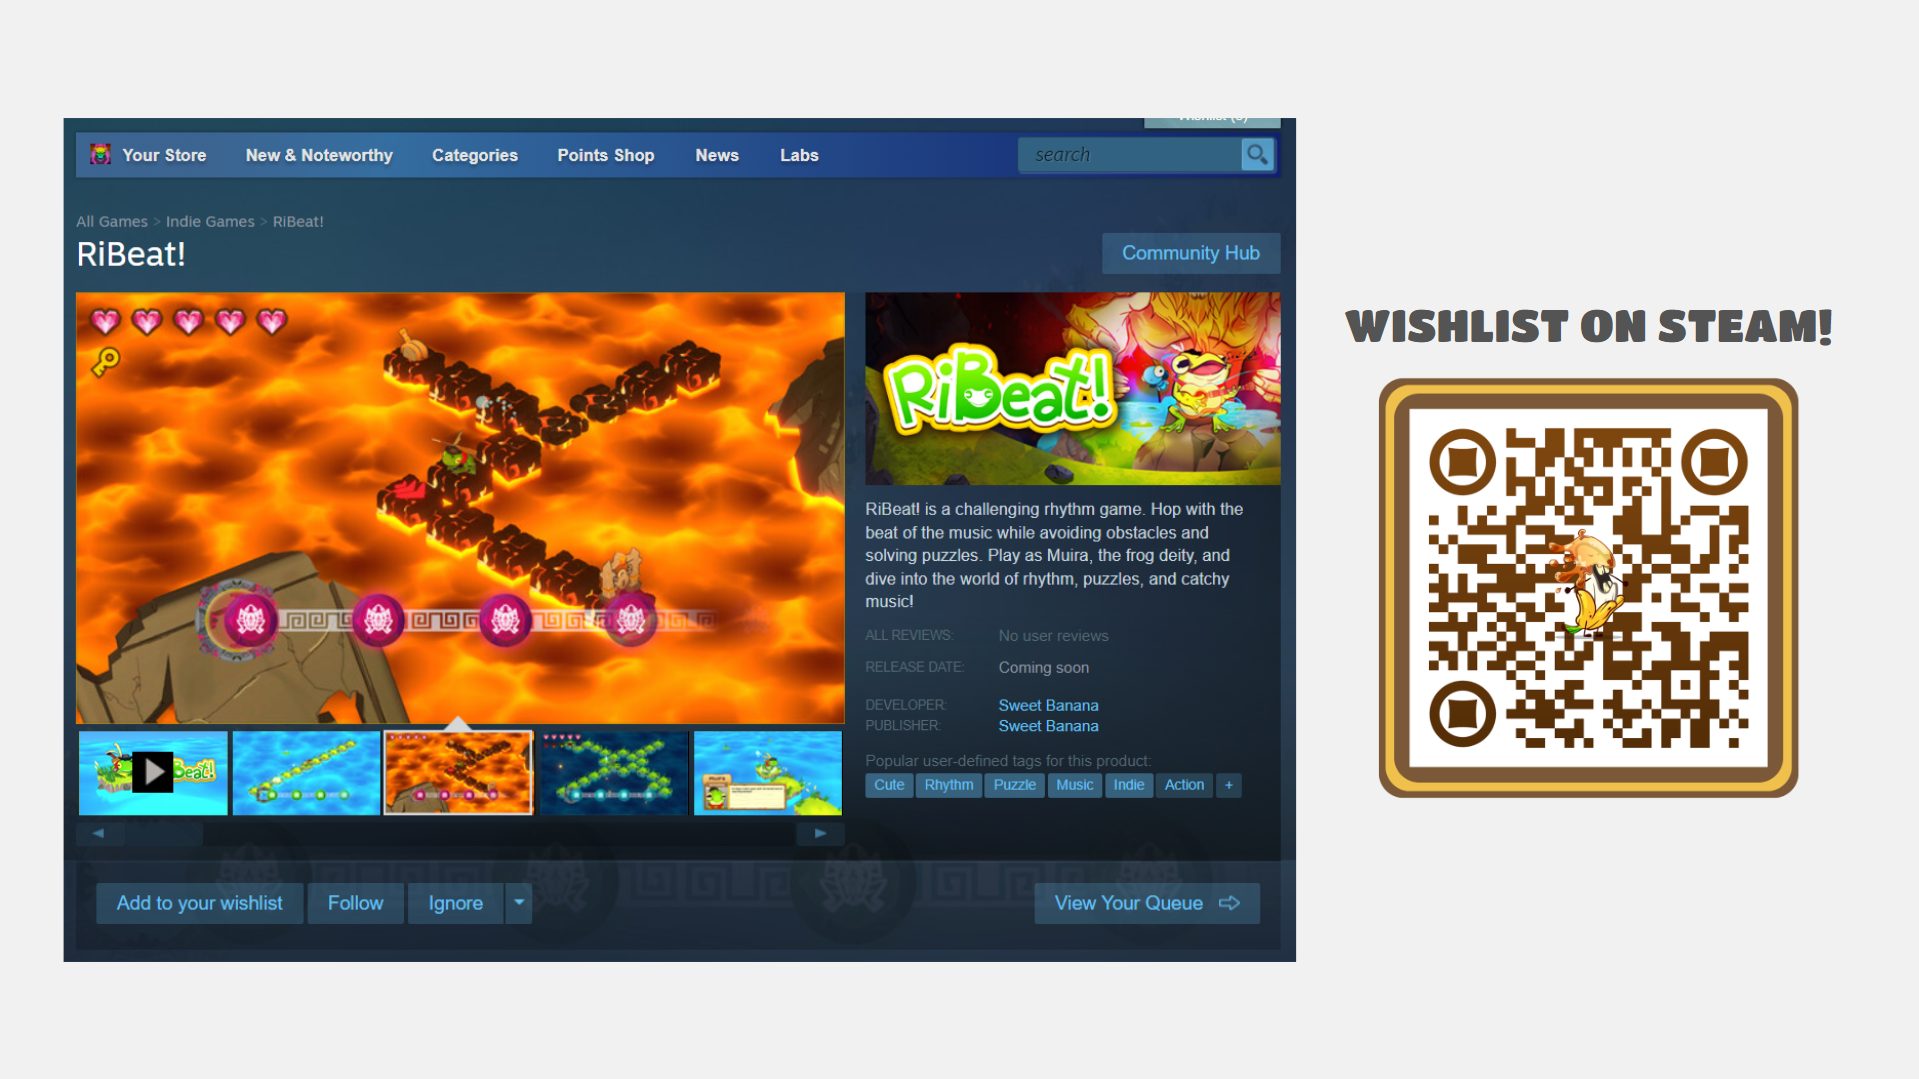 Wishlist
Your Store
New & Noteworthy
Categories
Points Shop
News
Labs
search
All Games > Indie Games > RiBeat!
RiBeat!
Community Hub
RiBeat!
RiBeat! is a challenging rhythm game. Hop with the
beat of the music while avoiding obstacles and
solving puzzles. Play as Muira, the frog deity, and
dive into the world of rhythm, puzzles, and catchy
music!
ALL REVIEWS: No user reviews
RELEASE DATE: Coming soon
DEVELOPER: Sweet Banana
PUBLISHER: Sweet Banana
Popular user-defined tags for this product:
Cute Rhythm Puzzle Music Indie Action +
Add to your wishlist
Follow
Ignore
View Your Queue
WISHLIST ON STEAM!